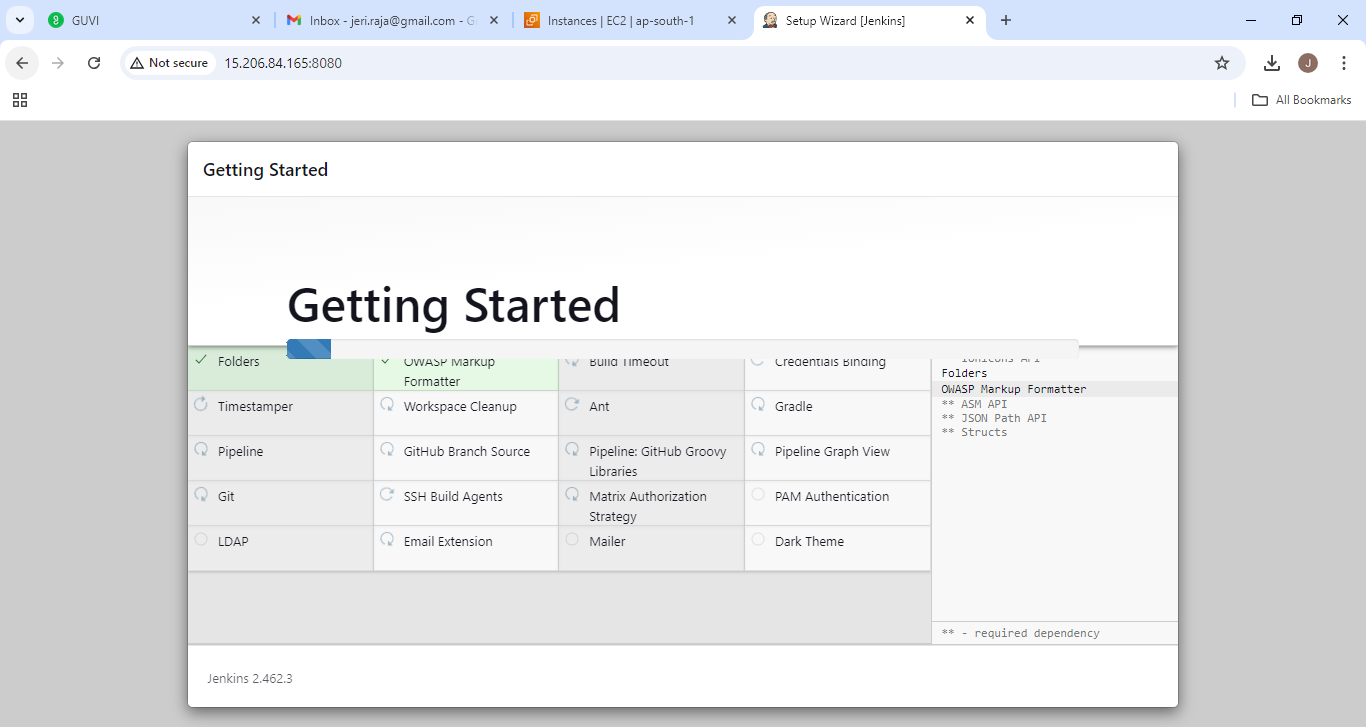 GUVI
Inbox - jeri.raja@gmail.com - G
Instances | EC2 | ap-south-1
Setup Wizard [Jenkins]
Not secure
15.206.84.165:8080
J
All Bookmarks
Getting Started
Getting Started
Folders
OWASP Markup
Formatter
Build Timeout
Credentials Binding
Ionicons API
Folders
OWASP Markup Formatter
** ASM API
** JSON Path API
** Structs
Timestamper
Workspace Cleanup
Ant
Gradle
Pipeline
GitHub Branch Source
Pipeline: GitHub Groovy
Libraries
Pipeline Graph View
Git
SSH Build Agents
Matrix Authorization
Strategy
PAM Authentication
LDAP
Email Extension
Mailer
Dark Theme
** - required dependency
Jenkins 2.462.3